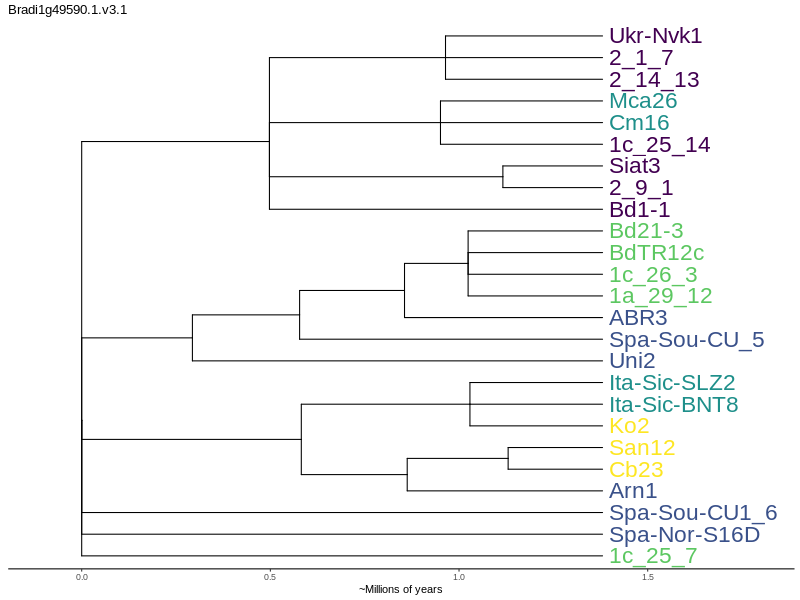 Bradi1g49590.1.v3.1
Ukr-Nvk1
2_1_7
2_14_13
Mca26
Cm16
1c_25_14
Siat3
2_9_1
Bd1-1
Bd21-3
BdTR12c
1c_26_3
1a_29_12
ABR3
Spa-Sou-CU_5
Uni2
Ita-Sic-SLZ2
Ita-Sic-BNT8
Ko2
San12
Cb23
Arn1
Spa-Sou-CU1_6
Spa-Nor-S16D
1c_25_7
0.0 0.5 1.0 1.5
~Millions of years